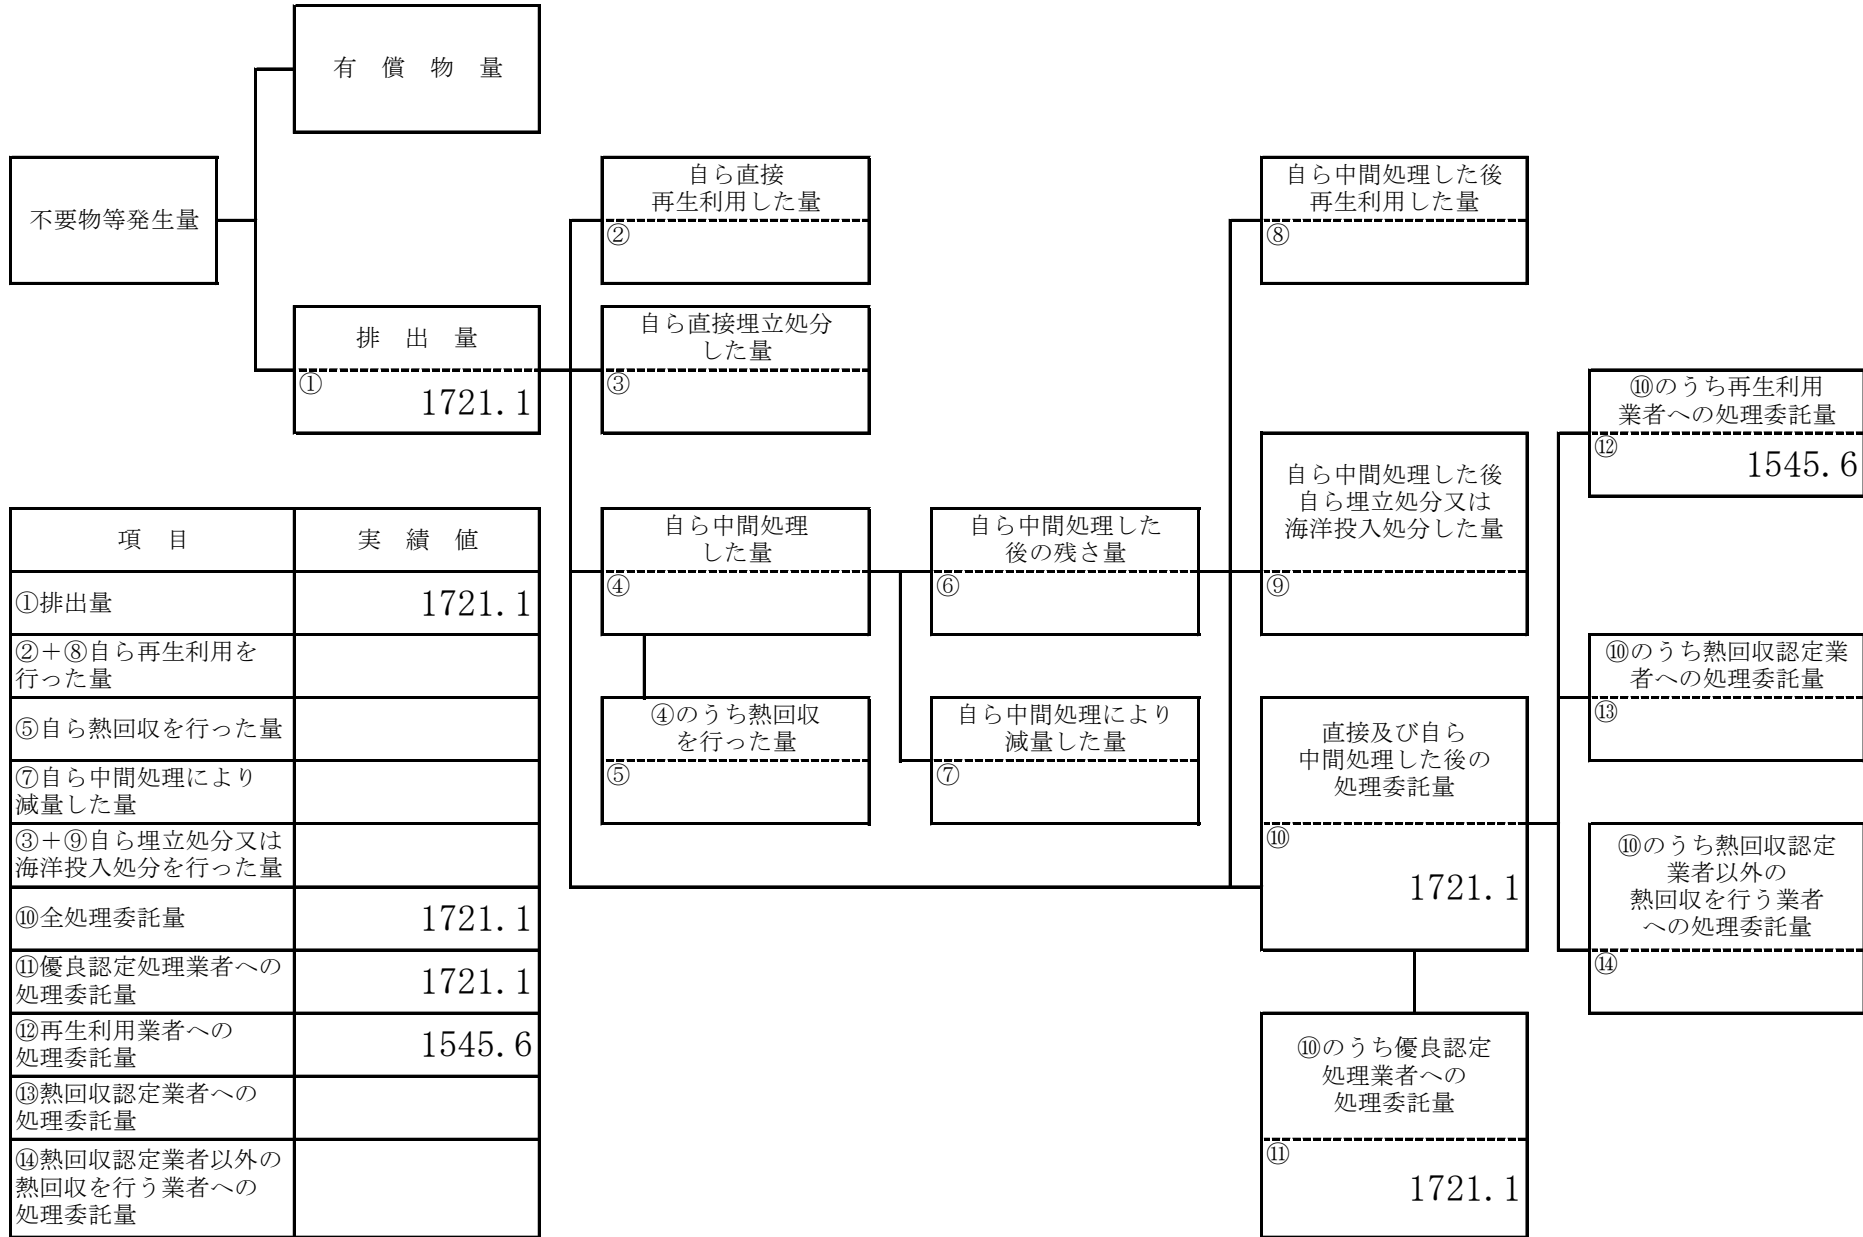 有　償　物　量
不要物等発生量
自ら直接
再生利用した量
②
自ら中間処理した後
再生利用した量
⑧
排　出　量
①
1721.1
自ら直接埋立処分
した量
③
⑩のうち再生利用
業者への処理委託量
⑫
1545.6
自ら中間処理
した量
④
自ら中間処理した
後の残さ量
⑥
自ら中間処理した後
自ら埋立処分又は
海洋投入処分した量
⑨
⑩のうち熱回収認定業
者への処理委託量
⑬
④のうち熱回収
を行った量
⑤
自ら中間処理により
減量した量
⑦
直接及び自ら
中間処理した後の
処理委託量
⑩
1721.1
⑩のうち熱回収認定
業者以外の
熱回収を行う業者
への処理委託量
⑭
⑩のうち優良認定
処理業者への
処理委託量
⑪
1721.1
項　目　実　績　値
①排出量　1721.1
②＋⑧自ら再生利用を
行った量
⑤自ら熱回収を行った量
⑦自ら中間処理により
減量した量
③＋⑨自ら埋立処分又は
海洋投入処分を行った量
⑩全処理委託量　1721.1
⑪優良認定処理業者への
処理委託量　1721.1
⑫再生利用業者への
処理委託量　1545.6
⑬熱回収認定業者への
処理委託量
⑭熱回収認定業者以外の
熱回収を行う業者への
処理委託量